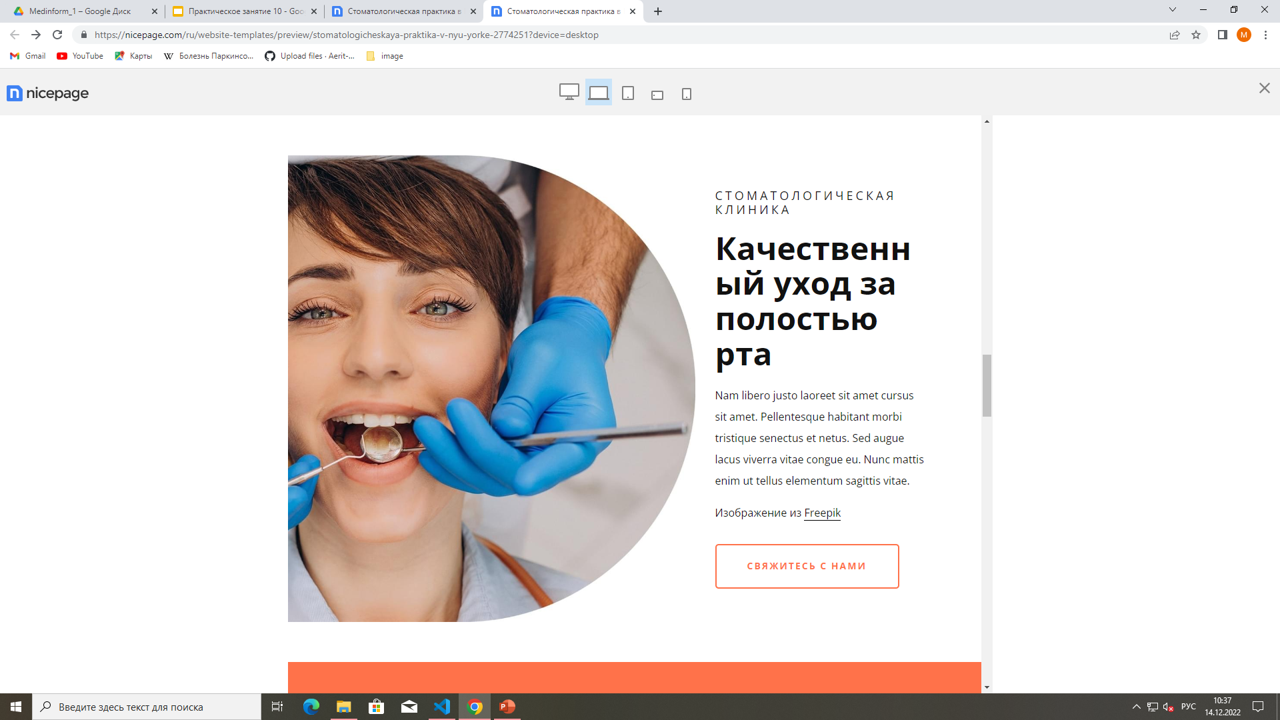 Medinform_1 – Google Диск
Практическое занятие 10 - Goo
Стоматологическая практика в
Стоматологическая практика в
https://nicepage.com/ru/website-templates/preview/stomatologicheskaya-praktika-v-nyu-yorke-2774251?device=desktop
M
Gmail
YouTube
Карты
Болезнь Паркинсо...
Upload files · Aerit-...
image
nicepage
СТОМАТОЛОГИЧЕСКАЯ
КЛИНИКА
Качественн
ый уход за
полостью
рта
Nam libero justo laoreet sit amet cursus
sit amet. Pellentesque habitant morbi
tristique senectus et netus. Sed augue
lacus viverra vitae congue eu. Nunc mattis
enim ut tellus elementum sagittis vitae.
Изображение из Freepik
СВЯЖИТЕСЬ С НАМИ
Введите здесь текст для поиска
РУС
10:37
14.12.2022